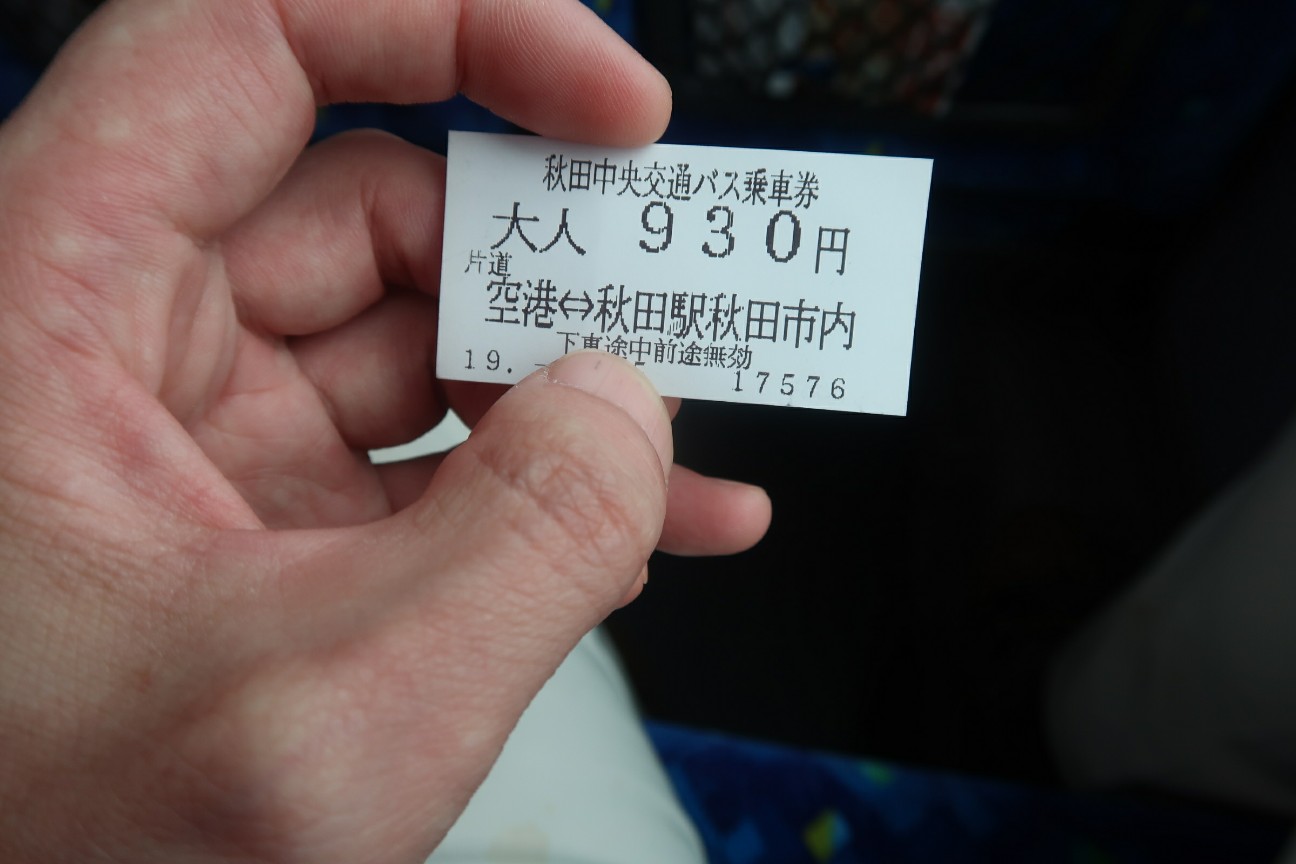 秋田中央交通バス乗車券
大人 930円
片道
空港⇔秋田駅秋田市内
下車途中前途無効
19. 17576